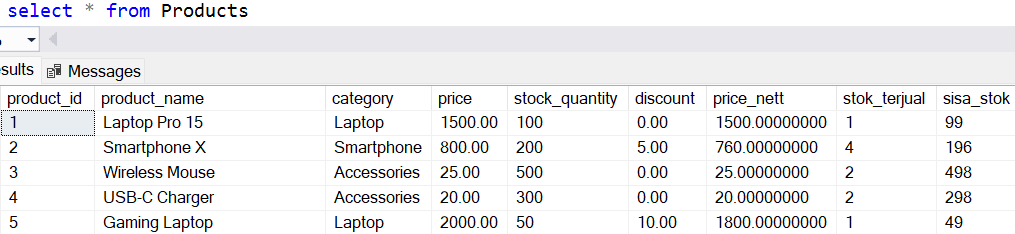 select * from Products
sults Messages
product_id product_name category price stock_quantity discount price_nett stok_terjual sisa_stok
1 Laptop Pro 15 Laptop 1500.00 100 0.00 1500.00000000 1 99
2 Smartphone X Smartphone 800.00 200 5.00 760.00000000 4 196
3 Wireless Mouse Accessories 25.00 500 0.00 25.00000000 2 498
4 USB-C Charger Accessories 20.00 300 0.00 20.00000000 2 298
5 Gaming Laptop Laptop 2000.00 50 10.00 1800.00000000 1 49